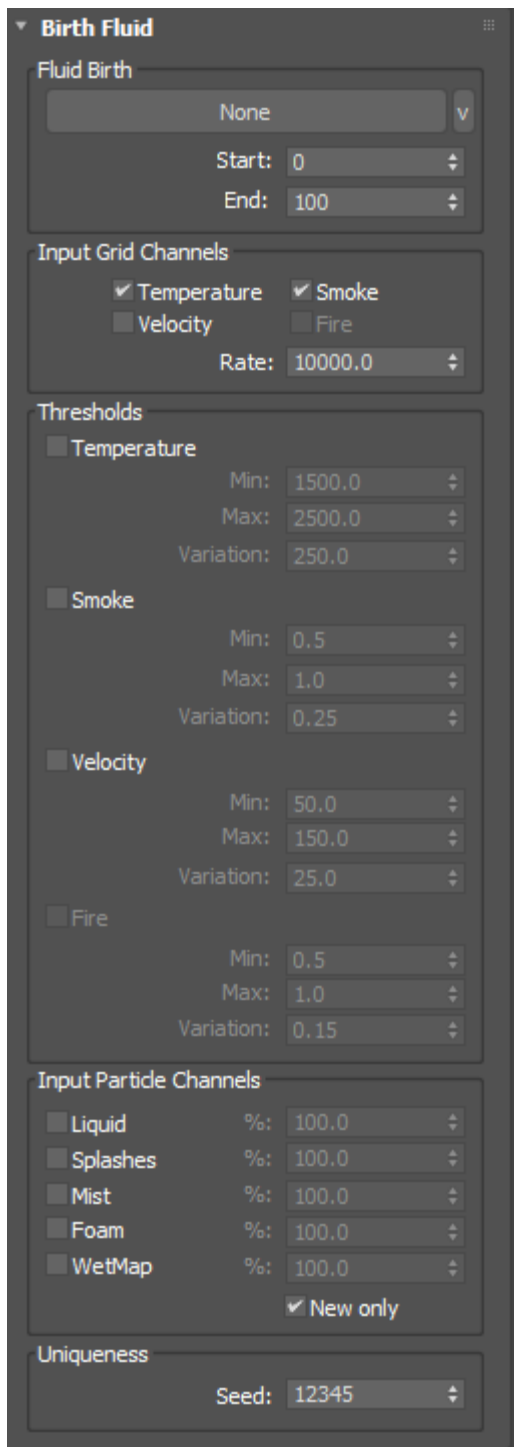 Birth Fluid
Fluid Birth
None v
Start: 0
End: 100
Input Grid Channels
Temperature Smoke
Velocity Fire
Rate: 10000.0
Thresholds
Temperature
Min: 1500.0
Max: 2500.0
Variation: 250.0
Smoke
Min: 0.5
Max: 1.0
Variation: 0.25
Velocity
Min: 50.0
Max: 150.0
Variation: 25.0
Fire
Min: 0.5
Max: 1.0
Variation: 0.15
Input Particle Channels
Liquid %: 100.0
Splashes %: 100.0
Mist %: 100.0
Foam %: 100.0
WetMap %: 100.0
New only
Uniqueness
Seed: 12345